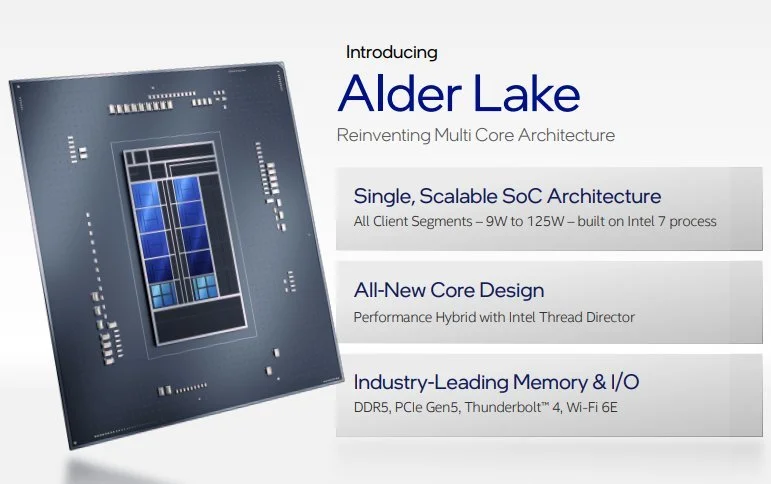 Introducing
Alder Lake
Reinventing Multi Core Architecture
Single, Scalable SoC Architecture
All Client Segments – 9W to 125W – built on Intel 7 process
All-New Core Design
Performance Hybrid with Intel Thread Director
Industry-Leading Memory & I/O
DDR5, PCIe Gen5, Thunderbolt™ 4, Wi-Fi 6E